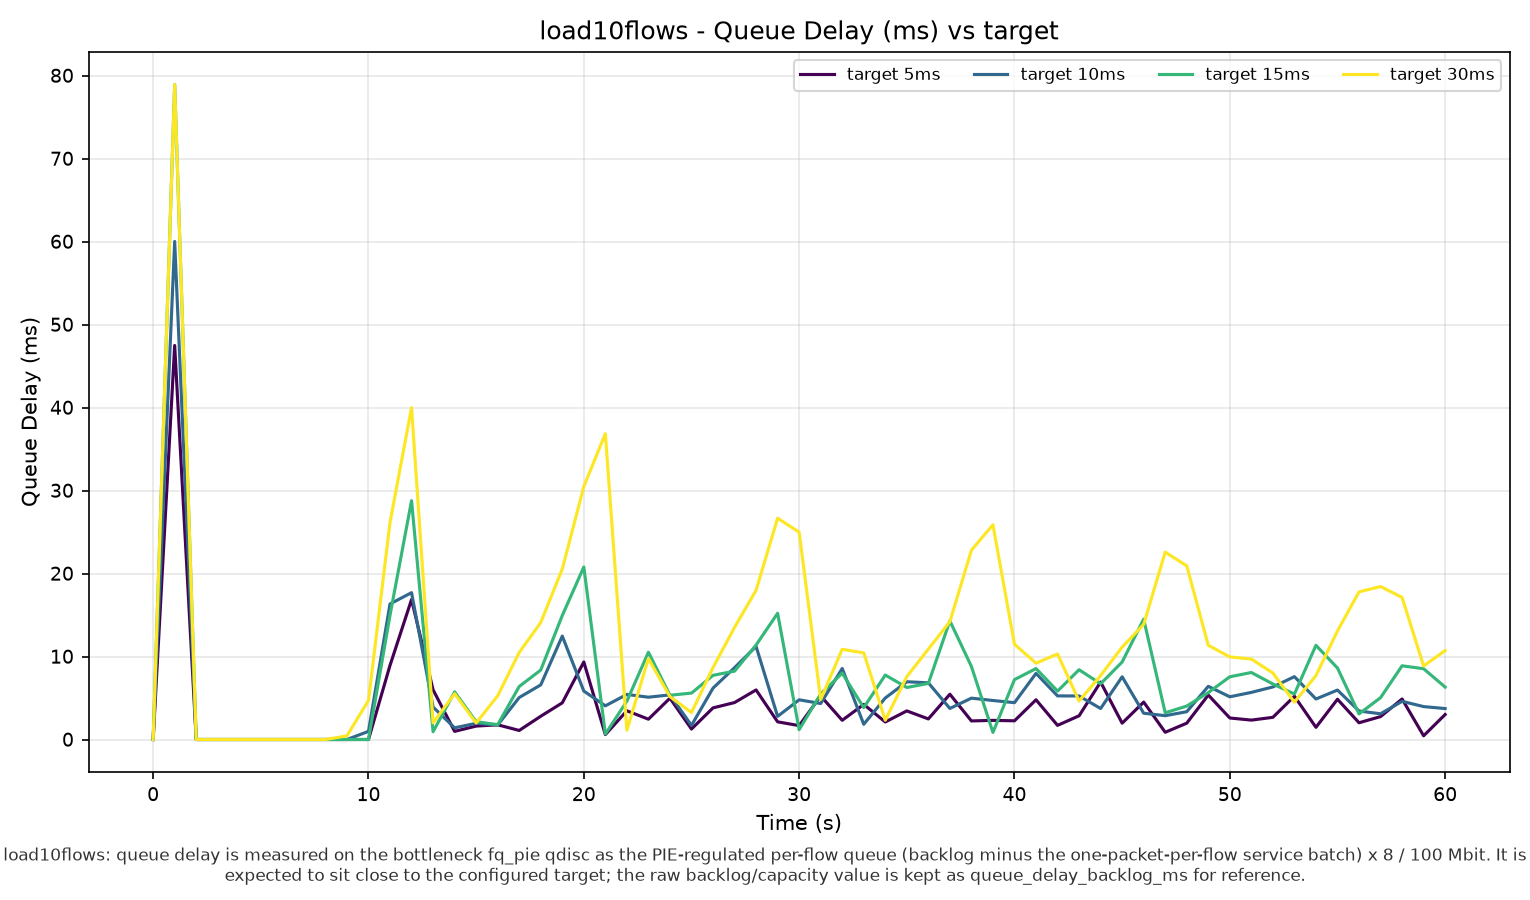 load10flows - Queue Delay (ms) vs target
target 5ms target 10ms target 15ms target 30ms
Queue Delay (ms)
80
70
60
50
40
30
20
10
0
0 10 20 30 40 50 60
Time (s)
load10flows: queue delay is measured on the bottleneck fq_pie qdisc as the PIE-regulated per-flow queue (backlog minus the one-packet-per-flow service batch) x 8 / 100 Mbit. It is
expected to sit close to the configured target; the raw backlog/capacity value is kept as queue_delay_backlog_ms for reference.